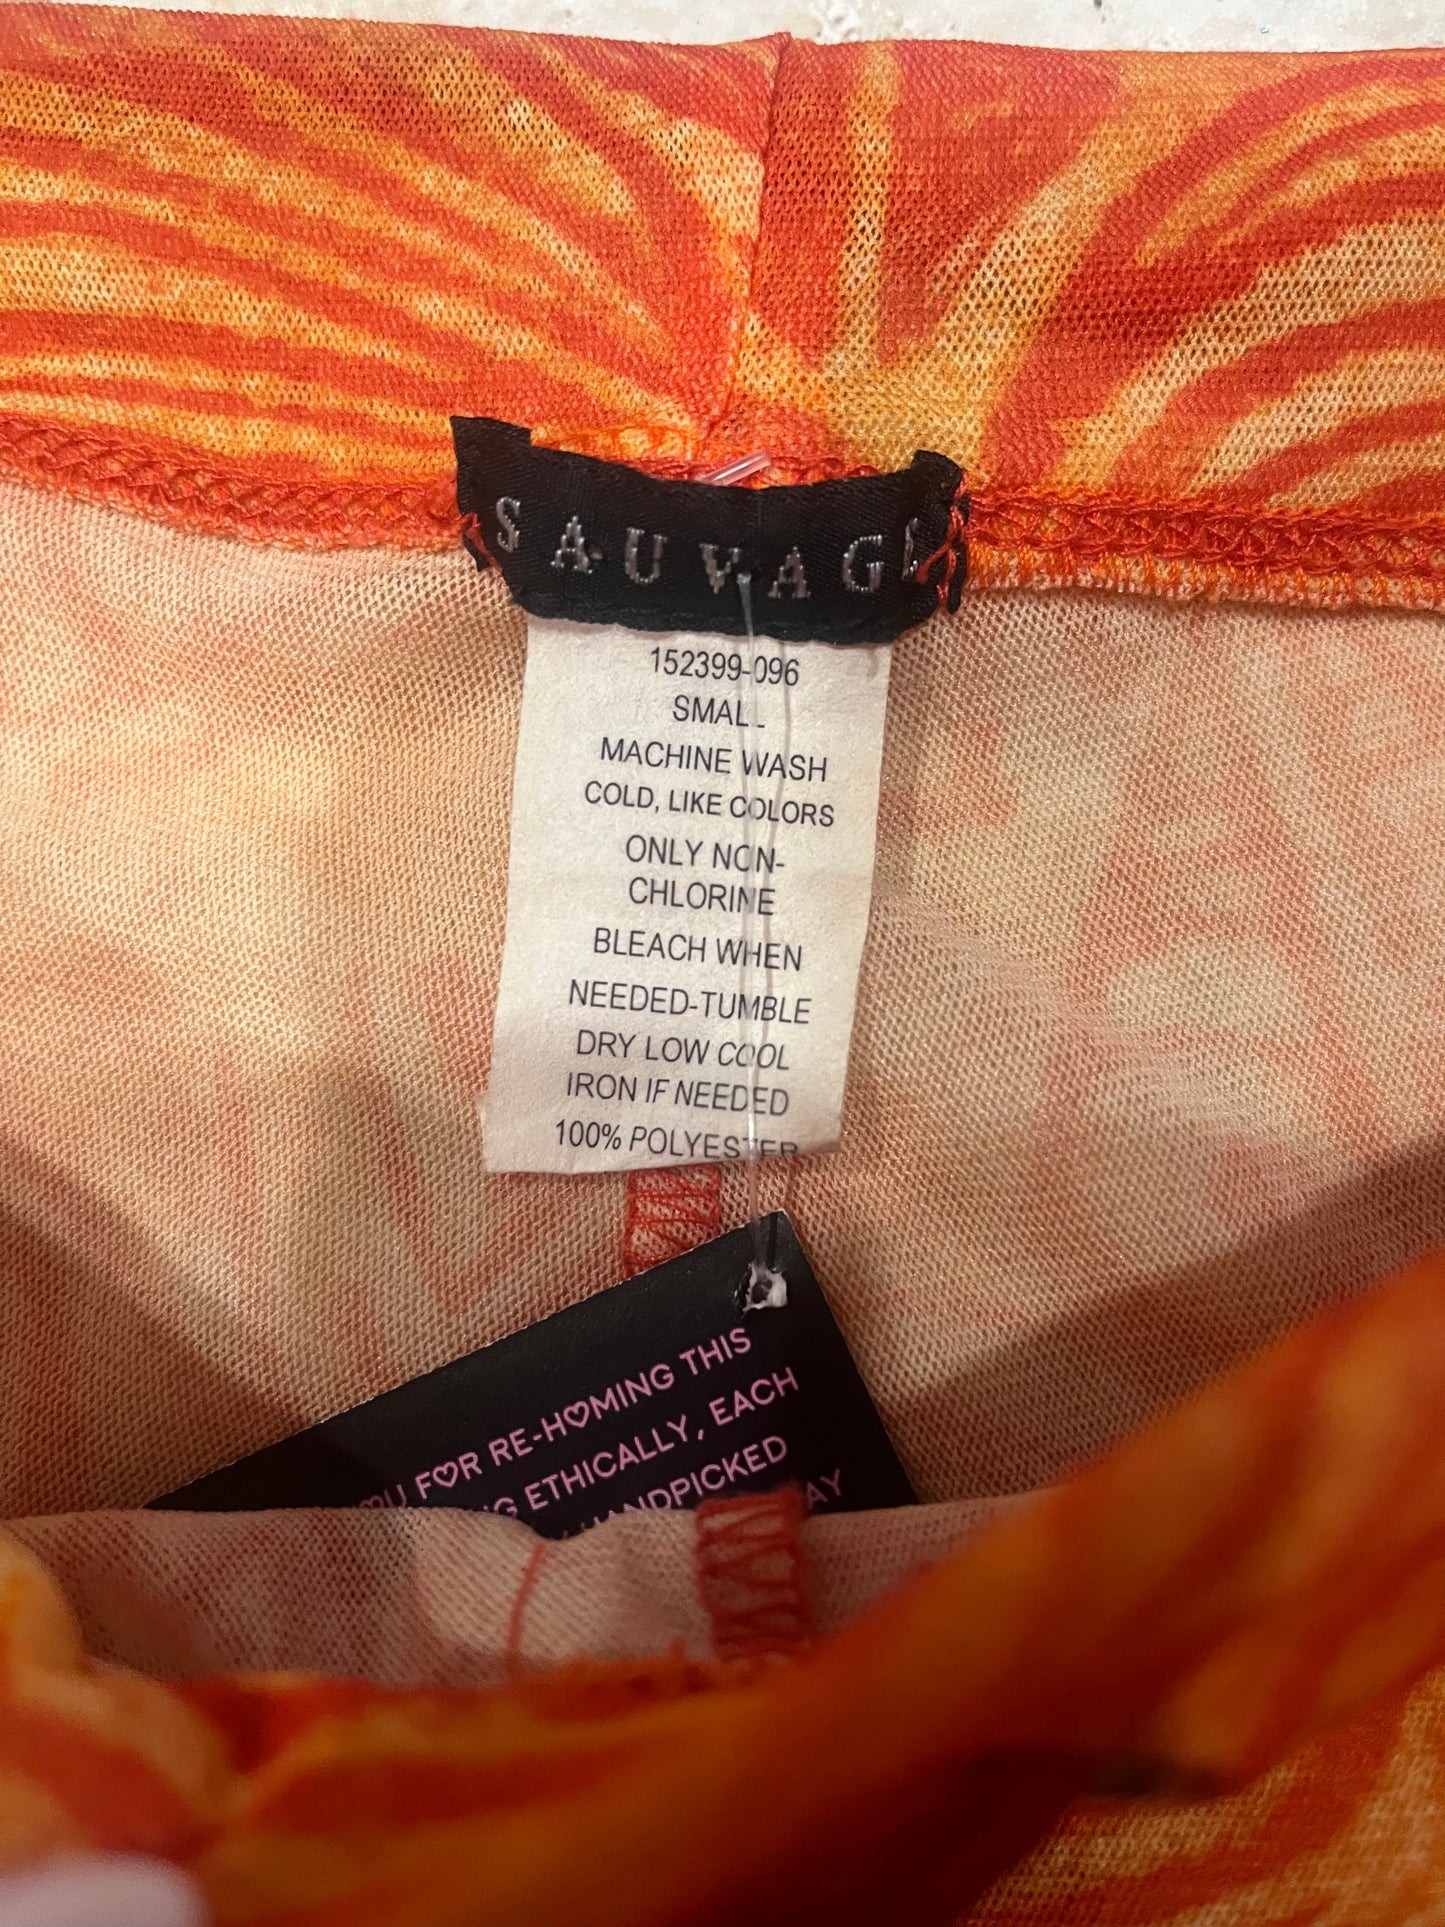 SAUVAGE
152399-096
SMALL
MACHINE WASH
COLD, LIKE COLORS
ONLY NON-
CHLORINE
BLEACH WHEN
NEEDED-TUMBLE
DRY LOW COOL
IRON IF NEEDED
100% POLYESTER
FOR RE-HOMING THIS
ETHICALLY, EACH
HANDPICKED